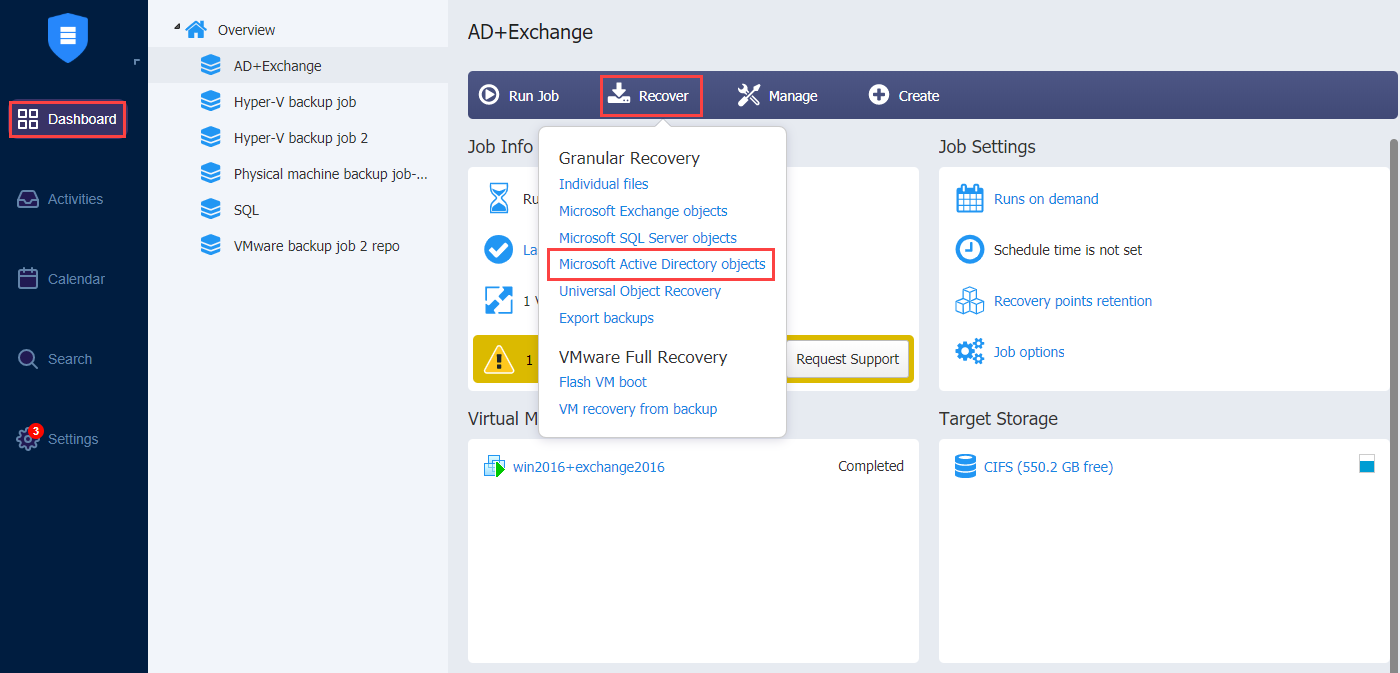 Dashboard
Activities
Calendar
Search
3
Settings
Overview
AD+Exchange
Hyper-V backup job
Hyper-V backup job 2
Physical machine backup job-...
SQL
VMware backup job 2 repo
AD+Exchange
Run Job
Recover
Manage
Create
Job Info
Ru
La
1 V
1
Request Support
Granular Recovery
Individual files
Microsoft Exchange objects
Microsoft SQL Server objects
Microsoft Active Directory objects
Universal Object Recovery
Export backups
VMware Full Recovery
Flash VM boot
VM recovery from backup
Job Settings
Runs on demand
Schedule time is not set
Recovery points retention
Job options
Virtual M
win2016+exchange2016
Completed
Target Storage
CIFS (550.2 GB free)